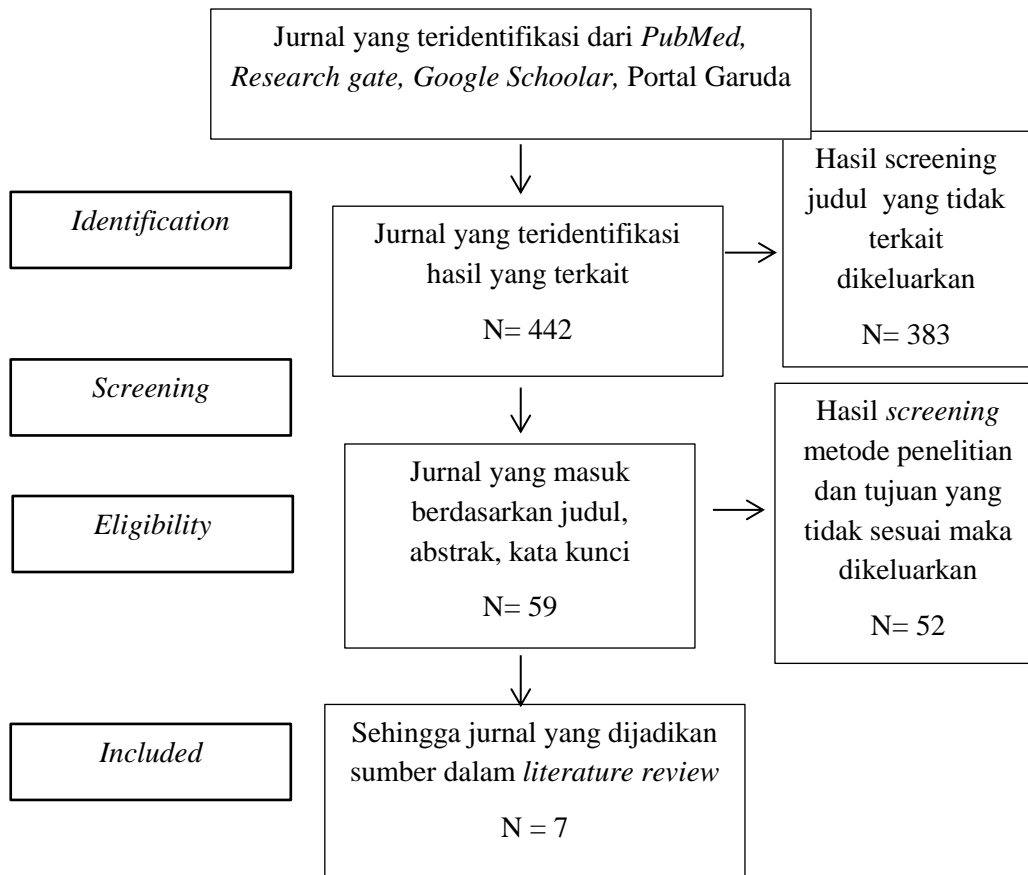 Jurnal yang teridentifikasi dari PubMed,
Research gate, Google Schoolar, Portal Garuda
Identification
Jurnal yang teridentifikasi
hasil yang terkait
N= 442
Hasil screening
judul yang tidak
terkait
dikeluarkan
N= 383
Screening
Eligibility
Jurnal yang masuk
berdasarkan judul,
abstrak, kata kunci
N= 59
Hasil screening
metode penelitian
dan tujuan yang
tidak sesuai maka
dikeluarkan
N= 52
Included
Sehingga jurnal yang dijadikan
sumber dalam literature review
N = 7